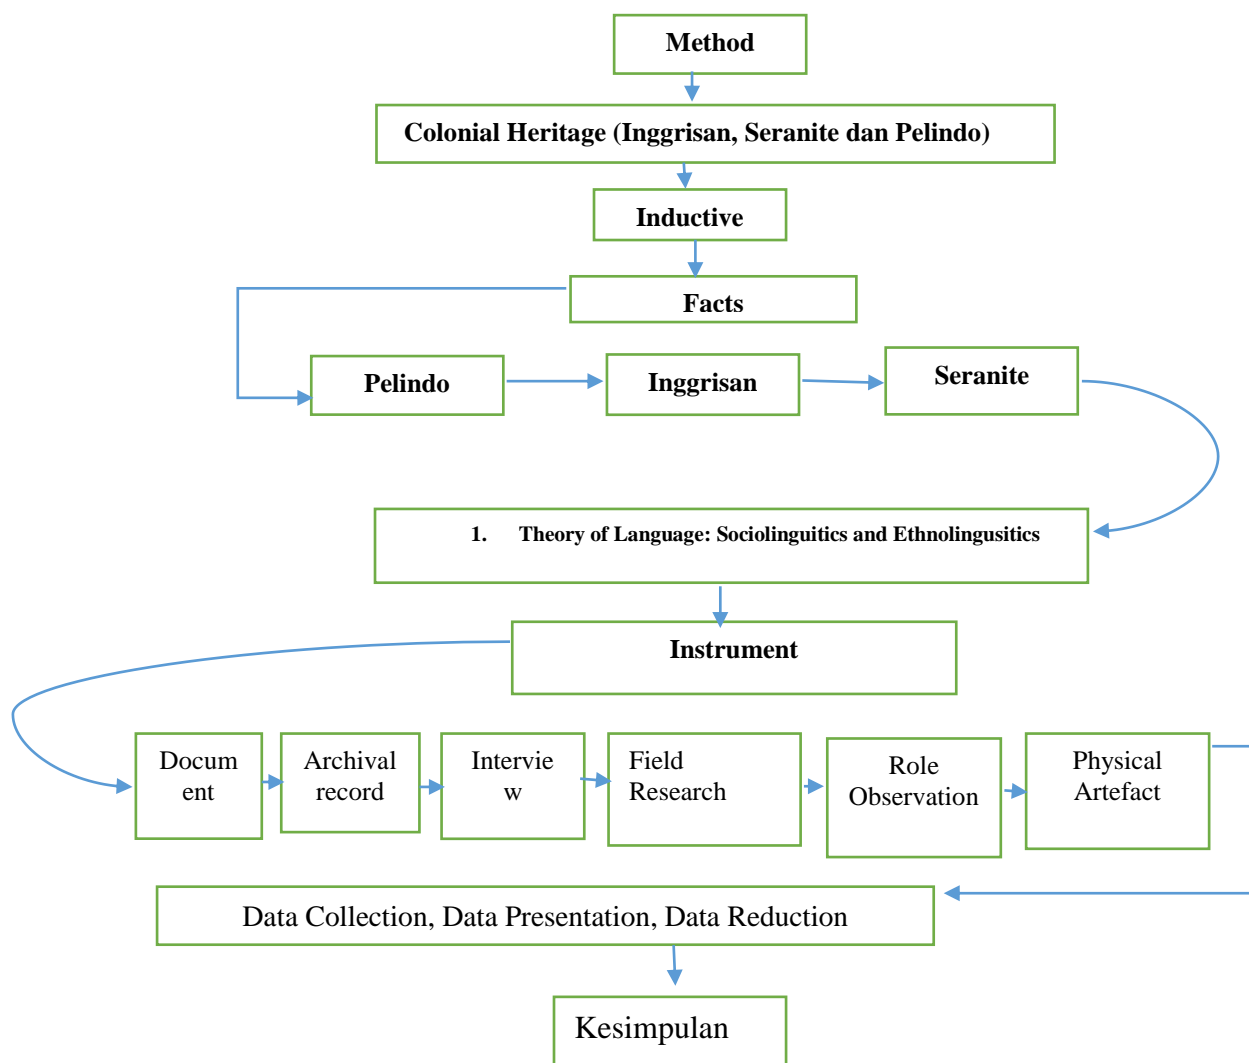 Method
Colonial Heritage (Inggrisan, Seranite dan Pelindo)
Inductive
Facts
Pelindo
Inggrisan
Seranite
1. Theory of Language: Sociolinguitics and Ethnolingusitics
Instrument
Docum
ent
Archival
record
Intervie
w
Field
Research
Role
Observation
Physical
Artefact
Data Collection, Data Presentation, Data Reduction
Kesimpulan